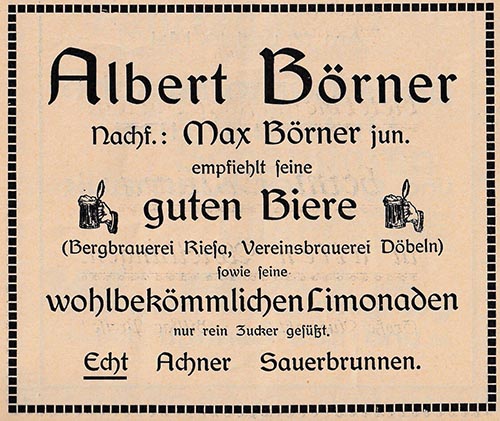 Albert Börner
Nachf.: Max Börner jun.
empfiehlt ſeine
guten Biere
(Bergbrauerei Rieſa, Vereinsbrauerei Döbeln)
ſowie ſeine
wohlbekömmlichen Limonaden
nur rein Zucker geſüßt.
Echt Achner Sauerbrunnen.